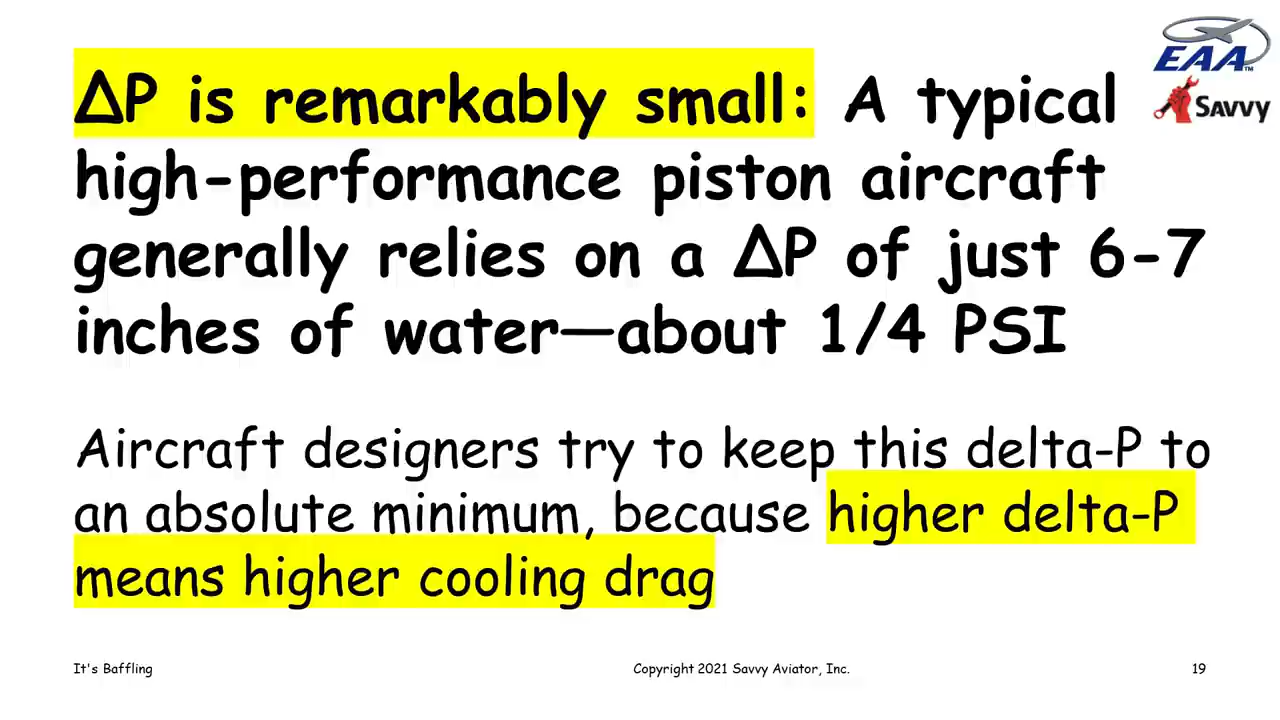 ΔP is remarkably small: A typical
high-performance piston aircraft
generally relies on a ΔP of just 6-7
inches of water—about 1/4 PSI
Aircraft designers try to keep this delta-P to
an absolute minimum, because higher delta-P
means higher cooling drag
EAA™
Savvy
It's Baffling
Copyright 2021 Savvy Aviator, Inc.
19